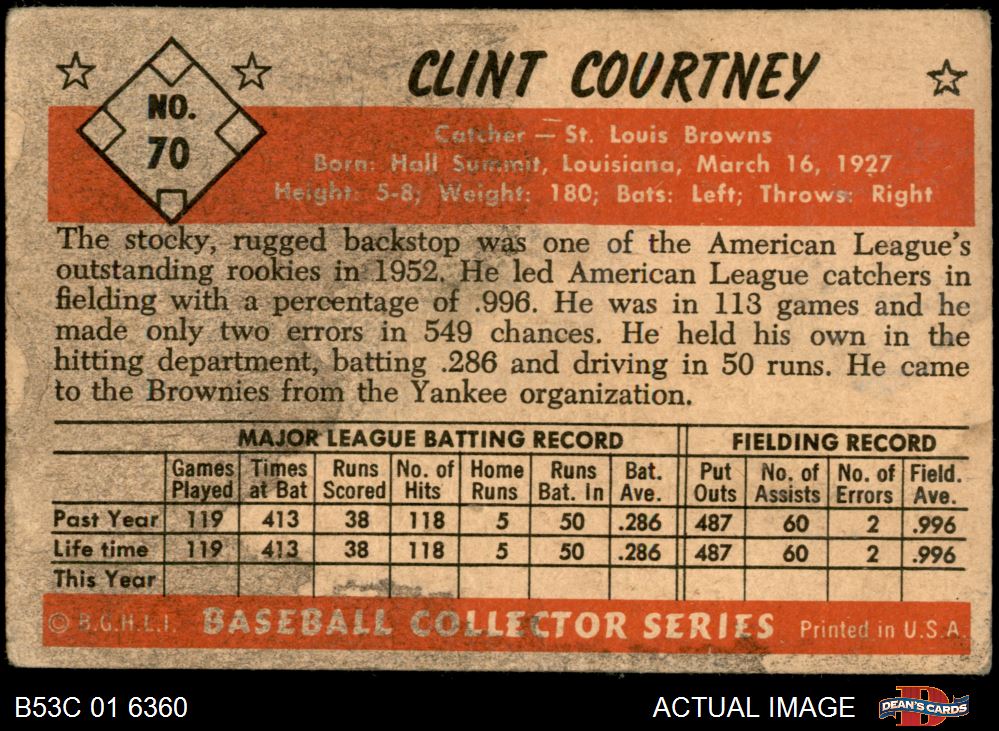 NO.
70
CLINT COURTNEY
Catcher — St. Louis Browns
Born: Hall Summit, Louisiana, March 16, 1927
Height: 5-8; Weight: 180; Bats: Left; Throws: Right
The stocky, rugged backstop was one of the American League's
outstanding rookies in 1952. He led American League catchers in
fielding with a percentage of .996. He was in 113 games and he
made only two errors in 549 chances. He held his own in the
hitting department, batting .286 and driving in 50 runs. He came
to the Brownies from the Yankee organization.
MAJOR LEAGUE BATTING RECORD FIELDING RECORD
Games Times Runs No. of Home Runs Bat. Put No. of No. of Field.
Played at Bat Scored Hits Runs Bat. In Ave. Outs Assists Errors Ave.
Past Year 119 413 38 118 5 50 .286 487 60 2 .996
Life time 119 413 38 118 5 50 .286 487 60 2 .996
This Year
© B.G.H.L.I. BASEBALL COLLECTOR SERIES Printed in U.S.A.
B53C 01 6360 ACTUAL IMAGE DEAN'S CARDS